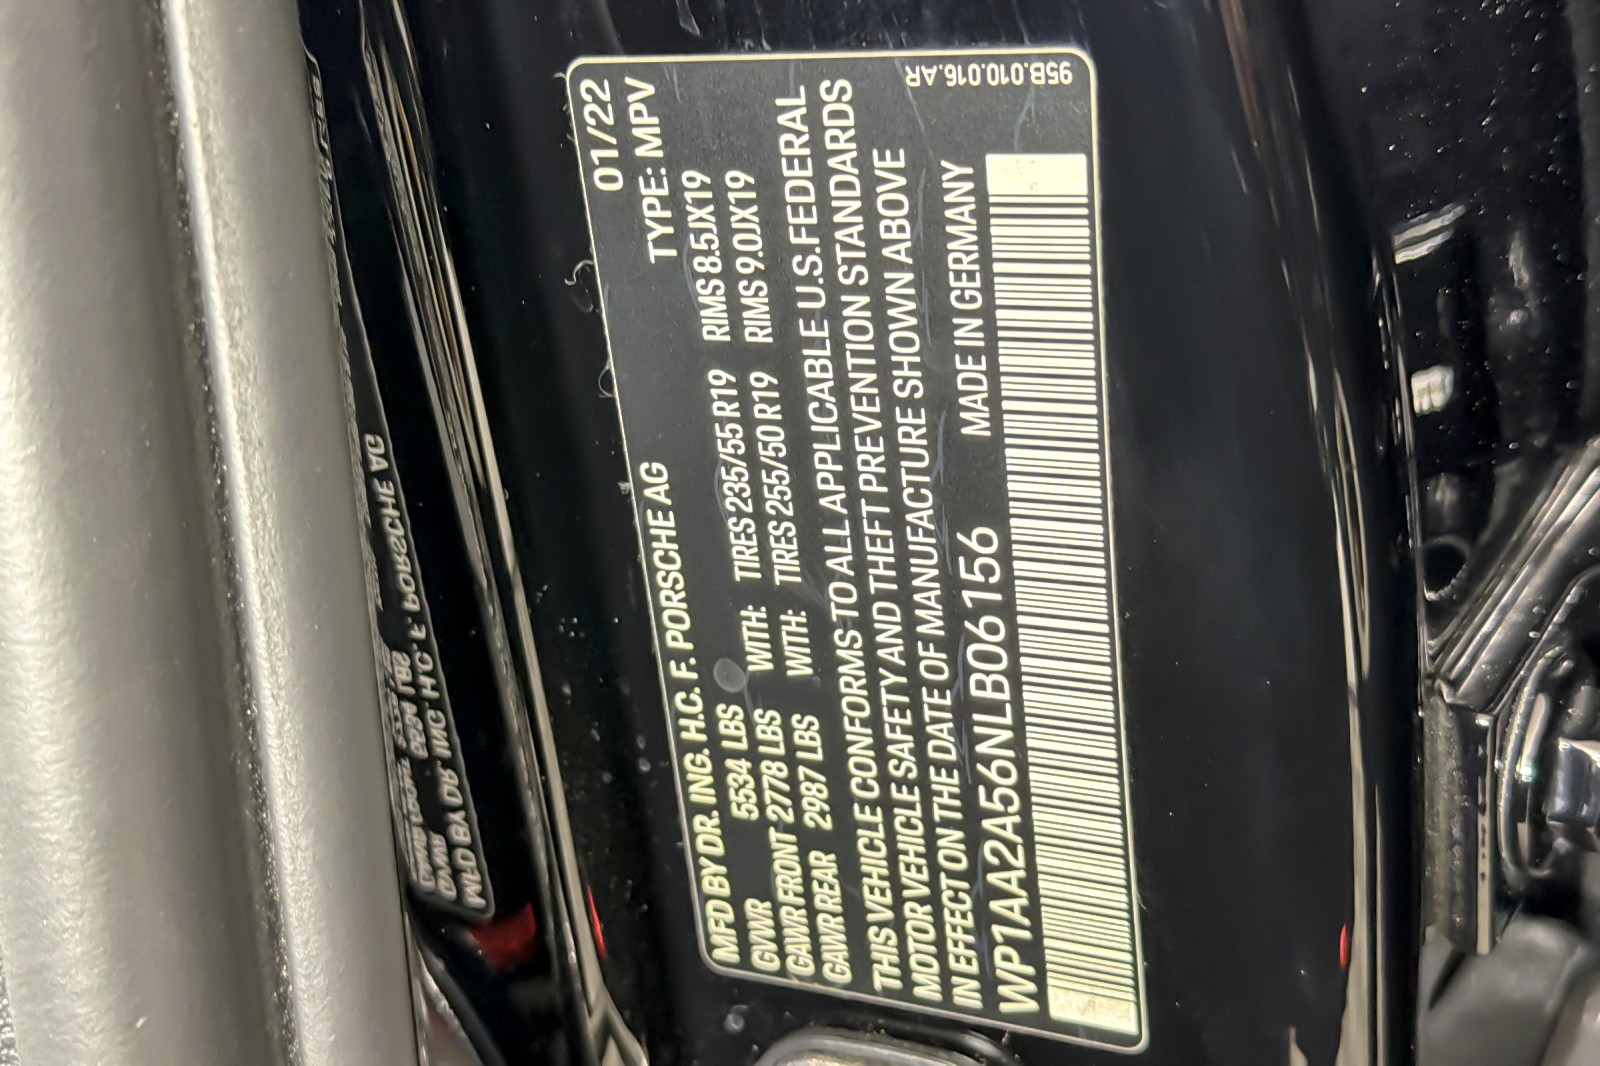 MFD BY DR. ING. H.C. F. PORSCHE AG 01/22
TYPE: MPV
GVWR 5534 LBS WITH: TIRES 235/55 R19 RIMS 8.5JX19
GAWR FRONT 2778 LBS WITH: TIRES 255/50 R19 RIMS 9.0JX19
GAWR REAR 2987 LBS
THIS VEHICLE CONFORMS TO ALL APPLICABLE U.S. FEDERAL
MOTOR VEHICLE SAFETY AND THEFT PREVENTION STANDARDS
IN EFFECT ON THE DATE OF MANUFACTURE SHOWN ABOVE
WP1AA2A56NLB06156 MADE IN GERMANY
95B.010.016.AR